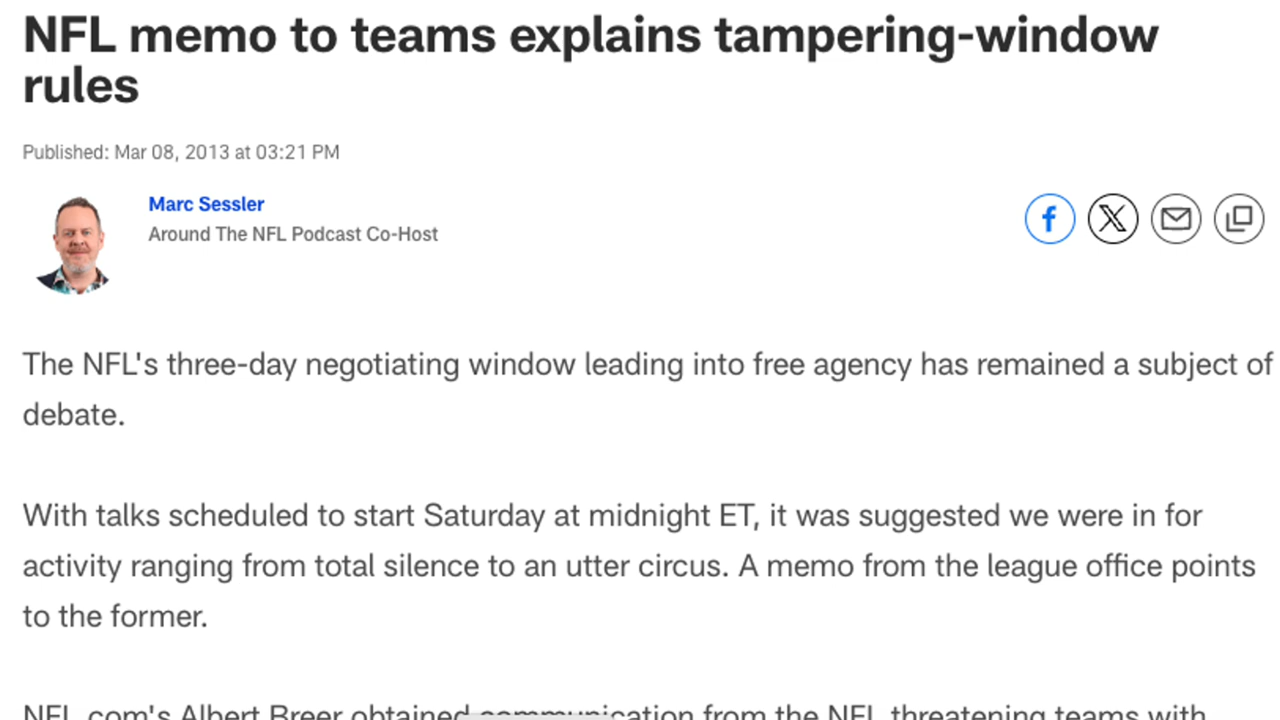 NFL memo to teams explains tampering-window
rules
Published: Mar 08, 2013 at 03:21 PM
Marc Sessler
Around The NFL Podcast Co-Host
The NFL's three-day negotiating window leading into free agency has remained a subject of
debate.
With talks scheduled to start Saturday at midnight ET, it was suggested we were in for
activity ranging from total silence to an utter circus. A memo from the league office points
to the former.
NFL.com's Albert Breer obtained communication from the NFL threatening teams with